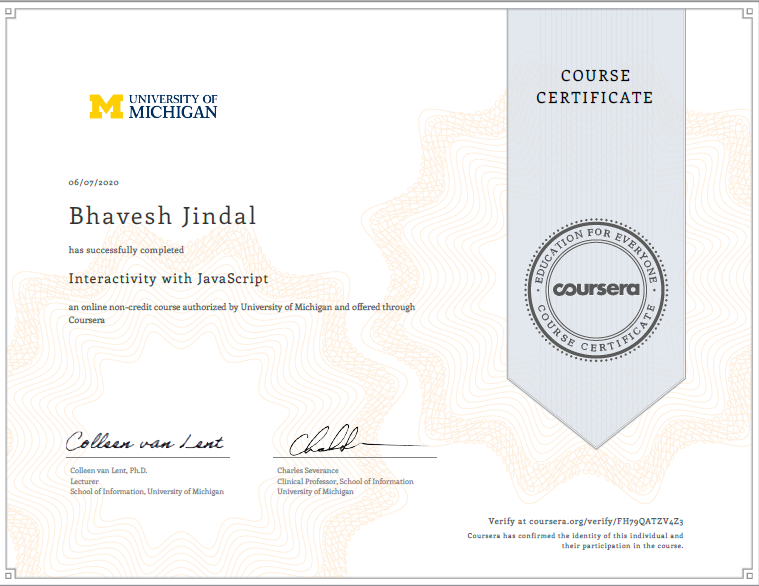 UNIVERSITY OF
MICHIGAN
COURSE
CERTIFICATE
06/07/2020
Bhavesh Jindal
has successfully completed
Interactivity with JavaScript
an online non-credit course authorized by University of Michigan and offered through
Coursera
EDUCATION FOR EVERYONE
coursera
COURSE CERTIFICATE
Colleen van Lent
Colleen van Lent, Ph.D.
Lecturer
School of Information, University of Michigan
Charles Severance
Clinical Professor, School of Information
University of Michigan
Verify at coursera.org/verify/FH79QATZV4Z3
Coursera has confirmed the identity of this individual and
their participation in the course.